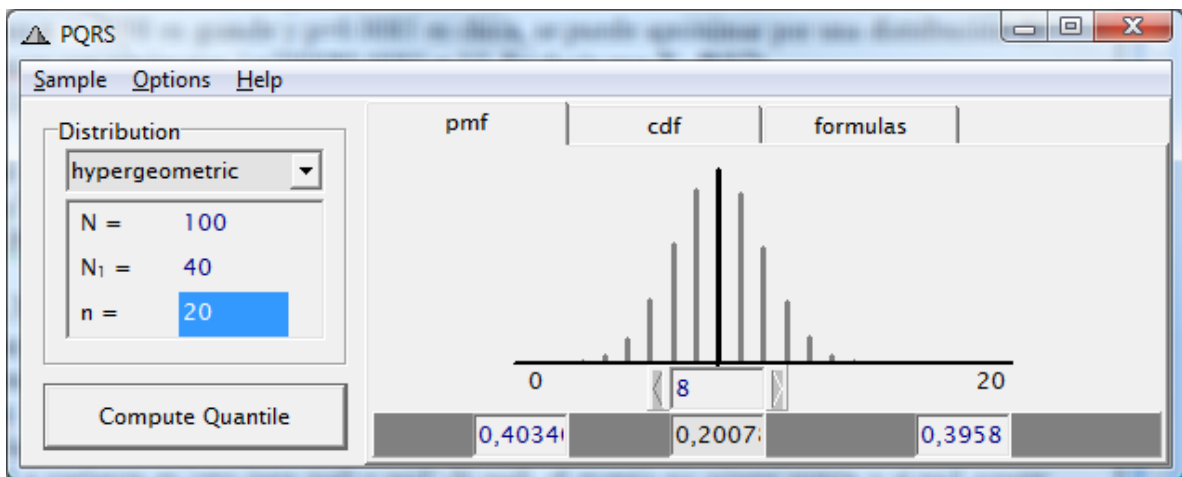 PQRS
Sample Options Help
Distribution
hypergeometric
N = 100
N₁ = 40
n = 20
Compute Quantile
pmf cdf formulas
0 8 20
0,4034 0,2007 0,3958